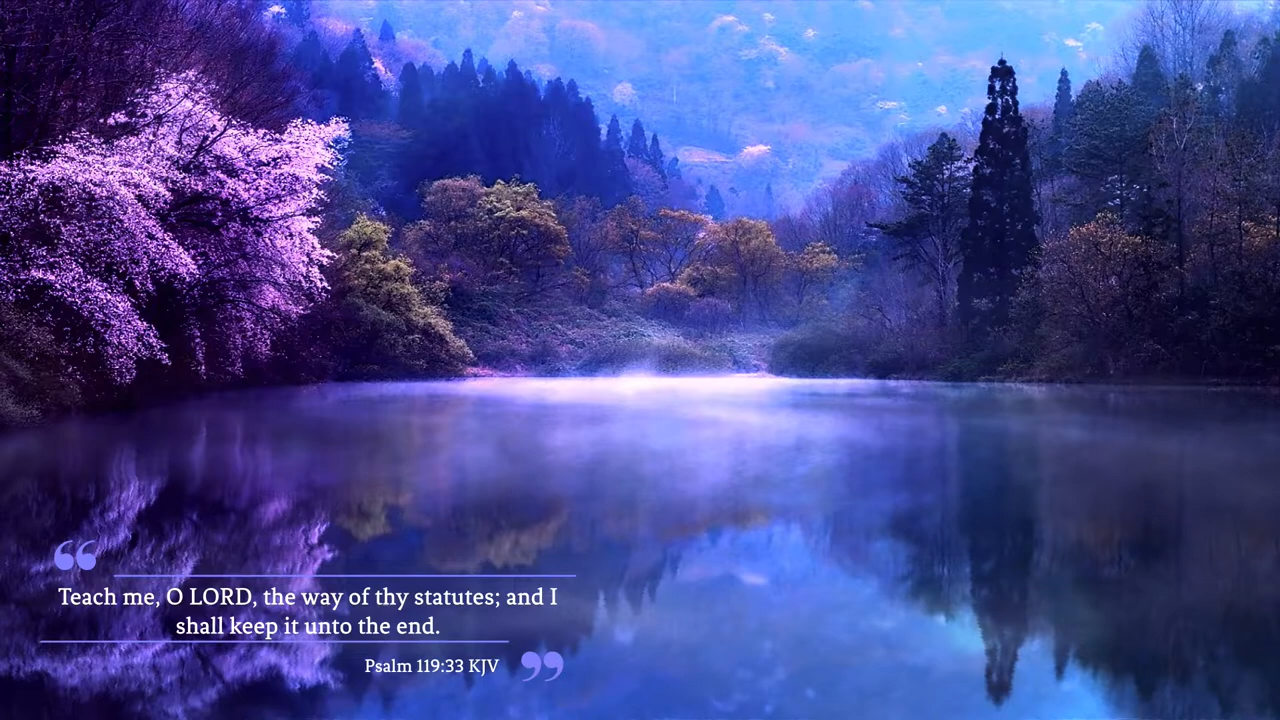 “
Teach me, O LORD, the way of thy statutes; and I
shall keep it unto the end.
Psalm 119:33 KJV ”